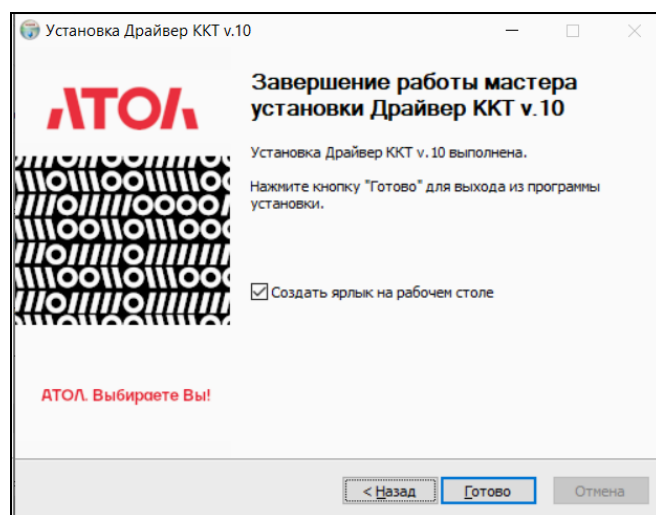 Установка Драйвер ККТ v.10
АТОЛ
Завершение работы мастера
установки Драйвер ККТ v.10
Установка Драйвер ККТ v.10 выполнена.
Нажмите кнопку "Готово" для выхода из программы
установки.
Создать ярлык на рабочем столе
АТОЛ. Выбираете Вы!
< Назад
Готово
Отмена